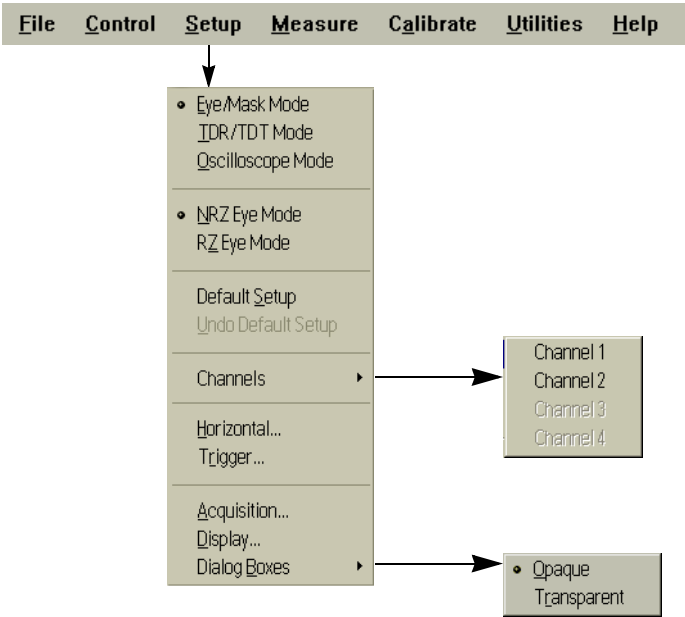 File Control Setup Measure Calibrate Utilities Help
Eye/Mask Mode
TDR/TDT Mode
Oscilloscope Mode
NRZ Eye Mode
RZ Eye Mode
Default Setup
Undo Default Setup
Channels
Horizontal...
Trigger...
Acquisition...
Display...
Dialog Boxes
Channel 1
Channel 2
Channel 3
Channel 4
Opaque
Transparent